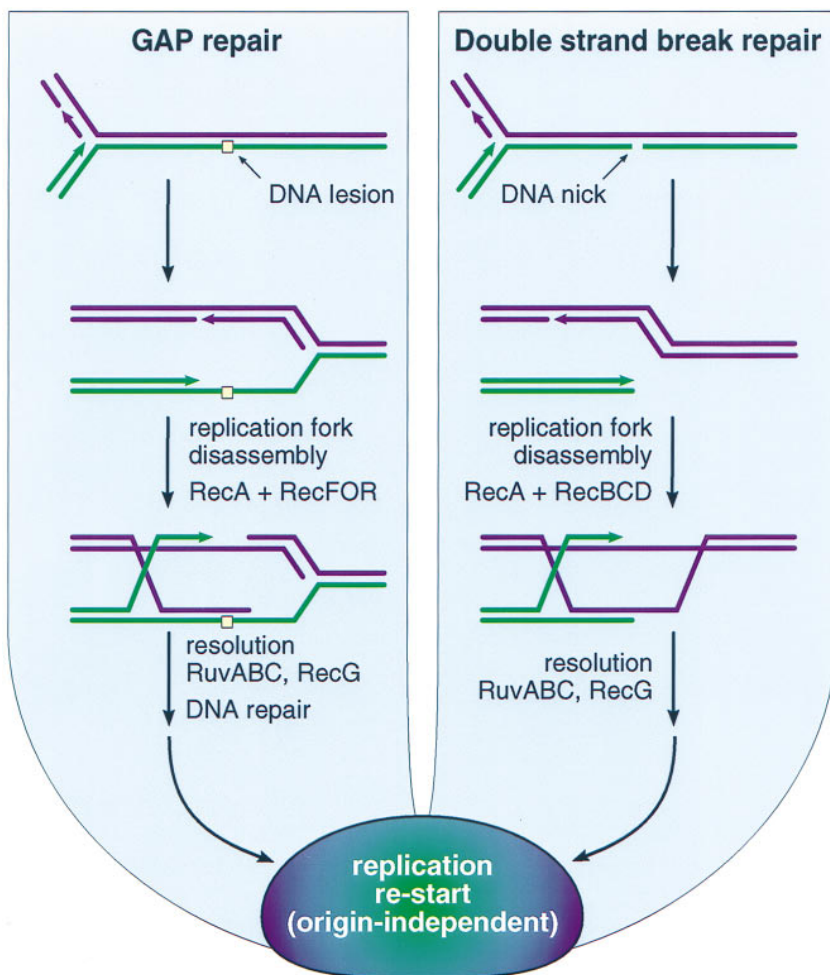 GAP repair
DNA lesion
replication fork
disassembly
RecA + RecFOR
resolution
RuvABC, RecG
DNA repair
Double strand break repair
DNA nick
replication fork
disassembly
RecA + RecBCD
resolution
RuvABC, RecG
replication
re-start
(origin-independent)